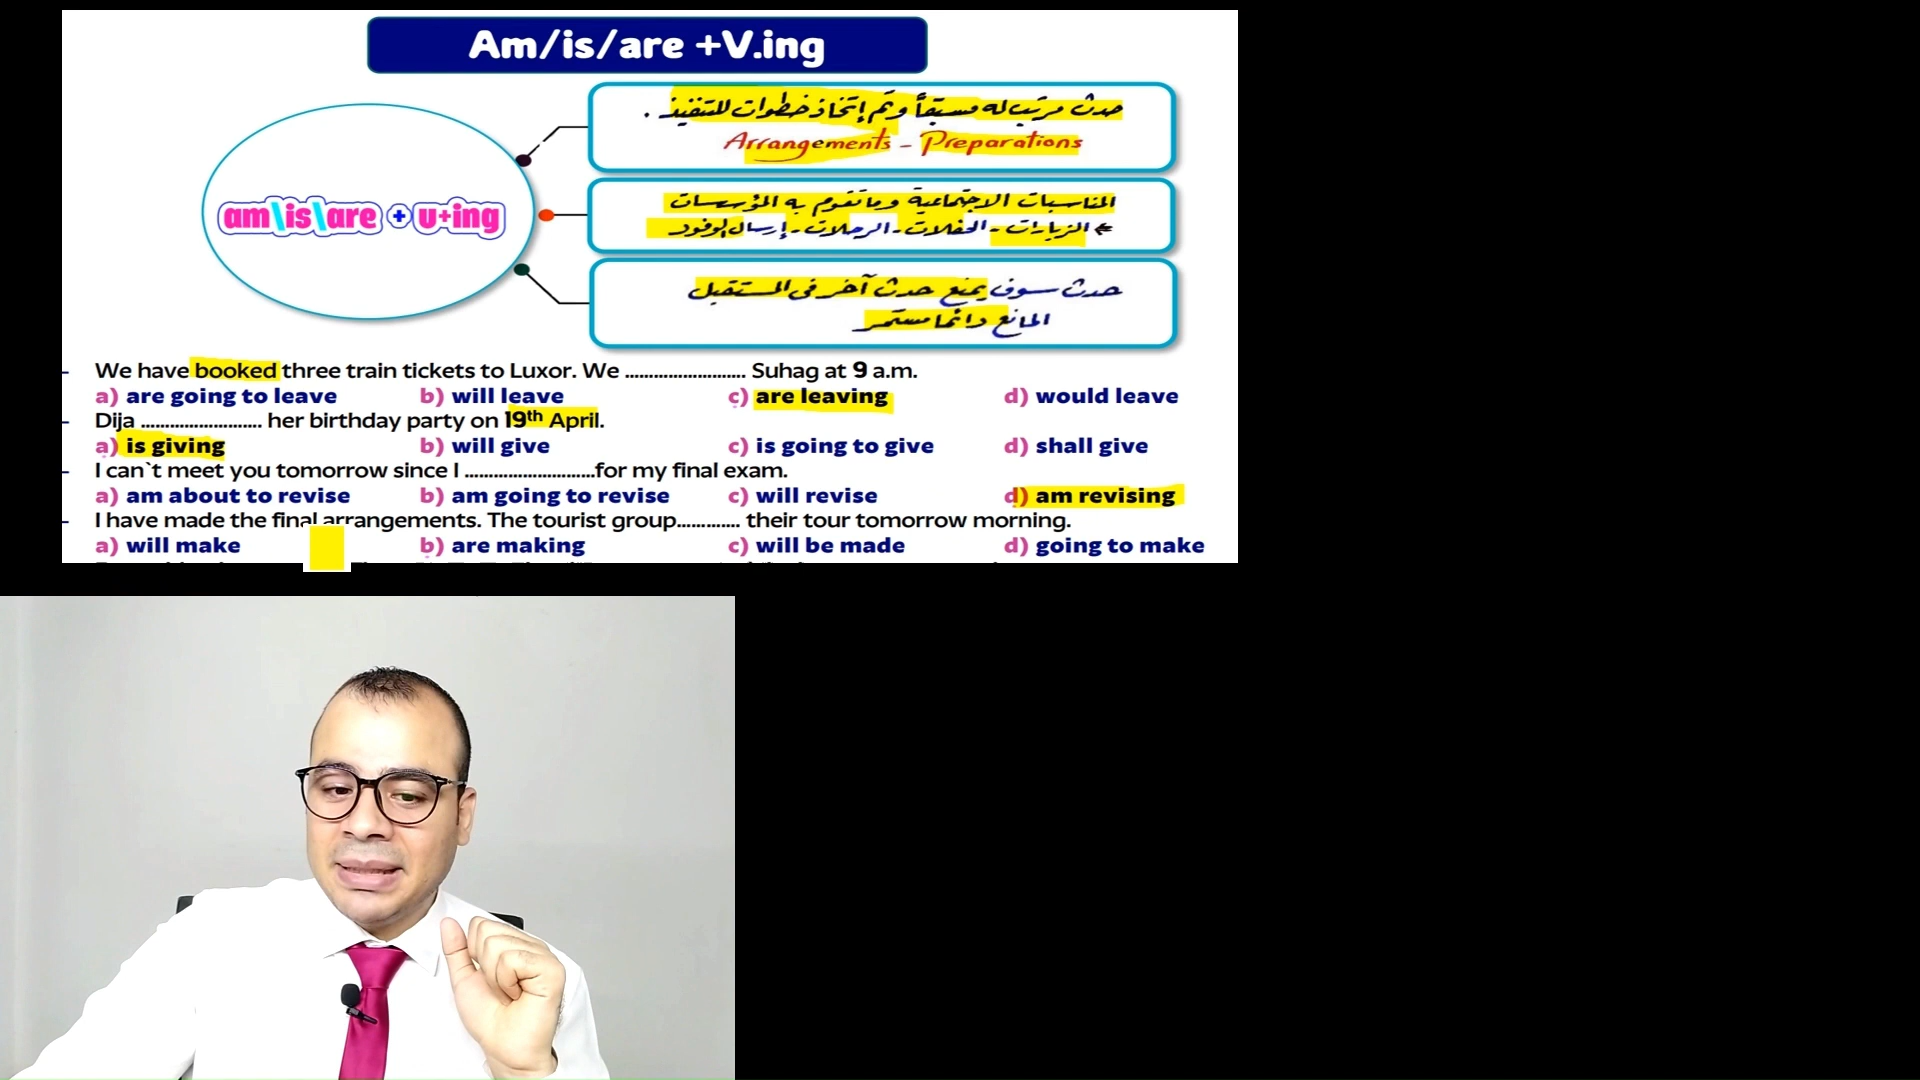 Am/is/are +V.ing
حدث مرتب له مسبقاً وتم إتخاذ خطوات للتنفيذ .
Arrangements - Preparations
am\is\are + v+ing
المناسبات الاجتماعية وما تقوم به المؤسسات
الزيارات - الحفلات - الرحلات - إرسال الوفود
حدث سوف يمنع حدث آخر فى المستقبل
المانع دائما مستمر
We have booked three train tickets to Luxor. We ......................... Suhag at 9 a.m.
a) are going to leave b) will leave c) are leaving d) would leave
Dija ......................... her birthday party on 19th April.
a) is giving b) will give c) is going to give d) shall give
I can`t meet you tomorrow since I ...........................for my final exam.
a) am about to revise b) am going to revise c) will revise d) am revising
I have made the final arrangements. The tourist group............. their tour tomorrow morning.
a) will make b) are making c) will be made d) going to make